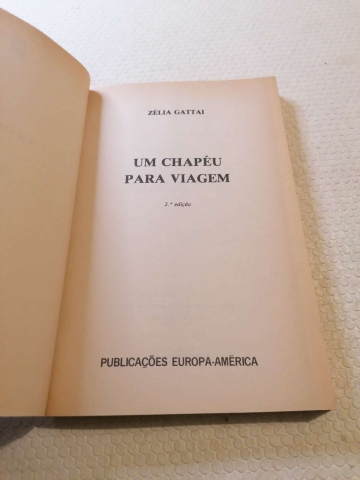 ZÉLIA GATTAI
UM CHAPÉU
PARA VIAGEM
2.ª edição
PUBLICAÇÕES EUROPA-AMÉRICA